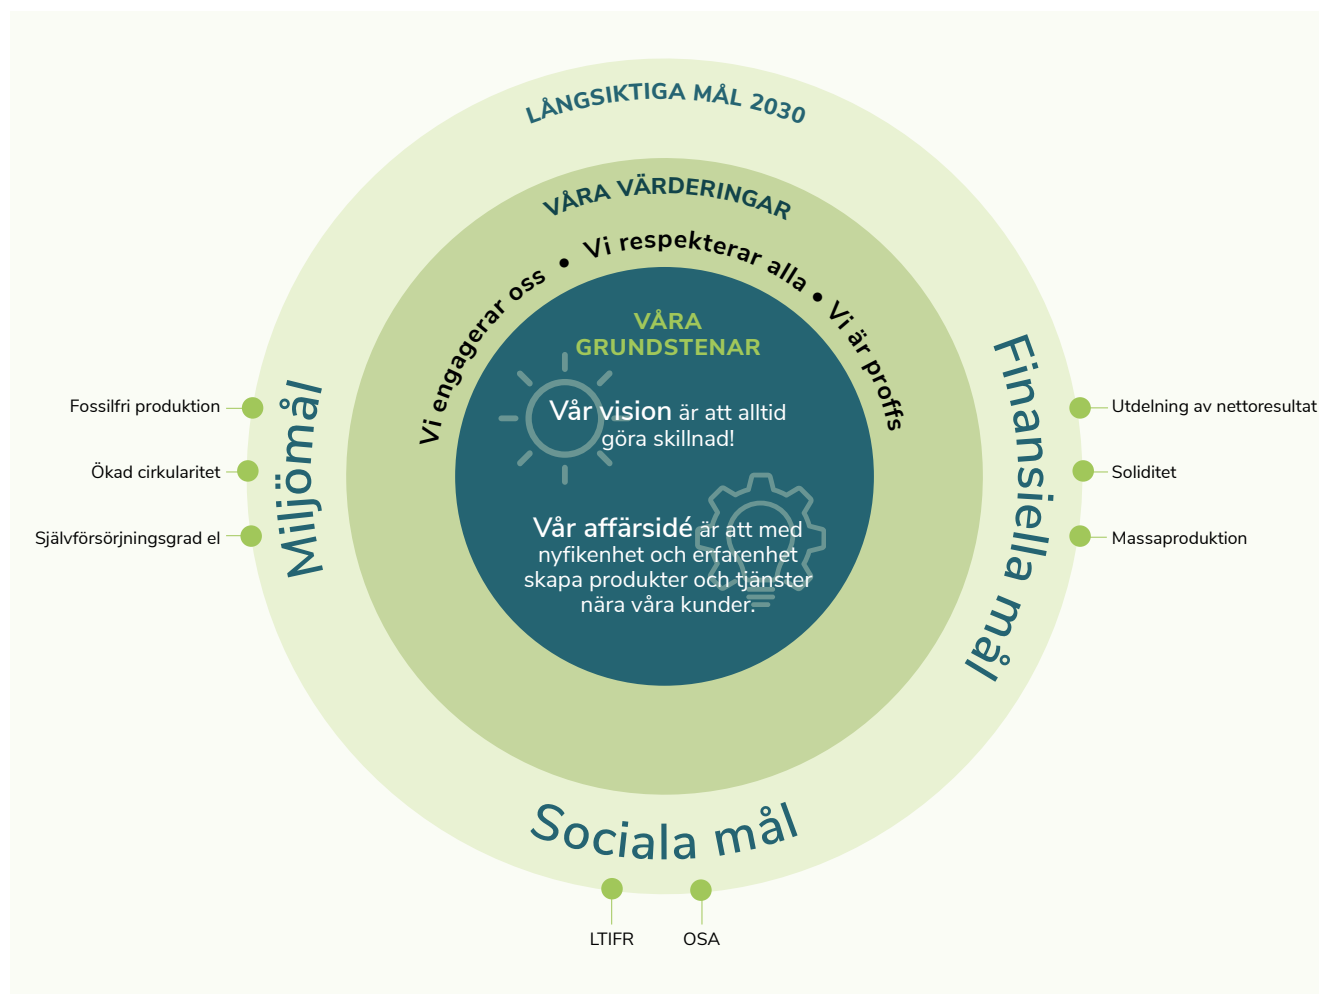 LÅNGSIKTIGA MÅL 2030
VÅRA VÄRDERINGAR
Vi engagerar oss • Vi respekterar alla • Vi är proffs
VÅRA
GRUNDSTENAR
Vår vision är att alltid
göra skillnad!
Vår affärsidé är att med
nyfikenhet och erfarenhet
skapa produkter och tjänster
nära våra kunder.
Miljömål
Fossilfri produktion
Ökad cirkularitet
Självförsörjningsgrad el
Finansiella mål
Utdelning av nettoresultat
Soliditet
Massaproduktion
Sociala mål
LTIFR
OSA